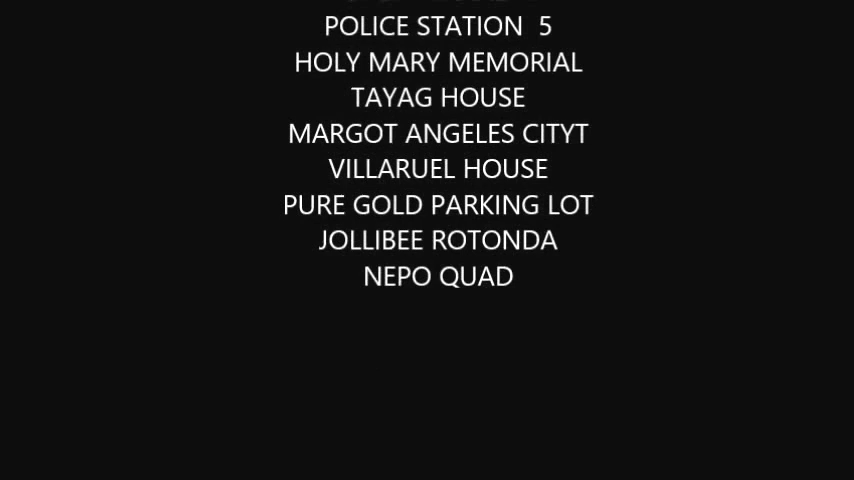 POLICE STATION  5
HOLY MARY MEMORIAL
TAYAG HOUSE
MARGOT ANGELES CITYT
VILLARUEL HOUSE
PURE GOLD PARKING LOT
JOLLIBEE ROTONDA
NEPO QUAD